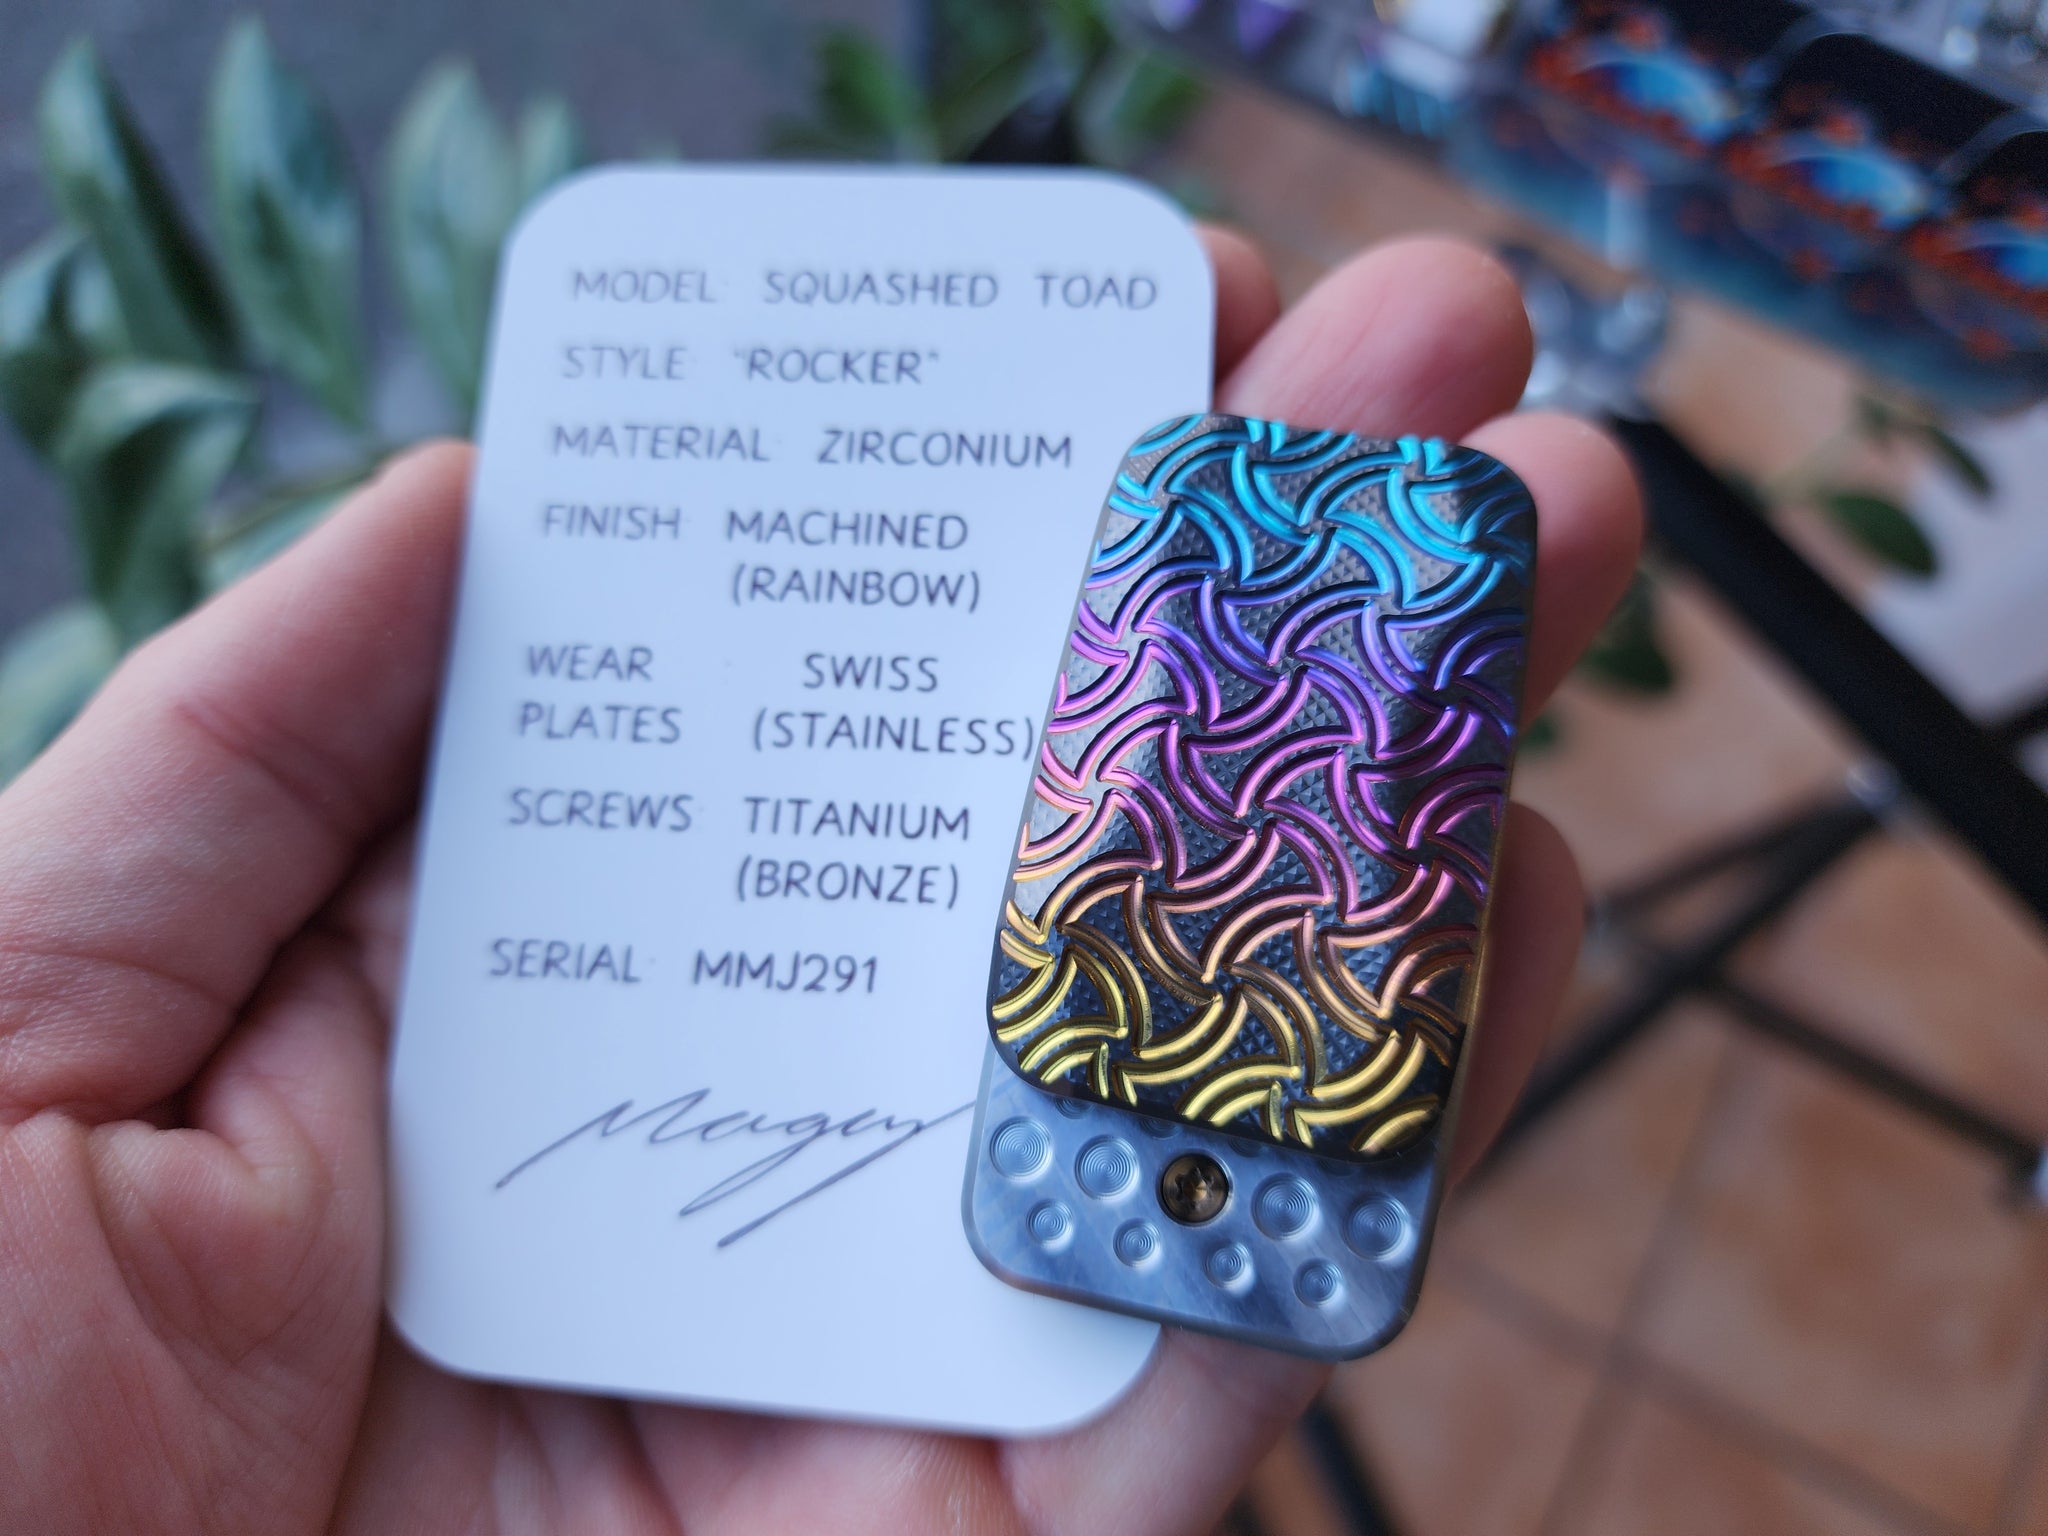 MODEL: SQUASHED TOAD
STYLE: "ROCKER"
MATERIAL: ZIRCONIUM
FINISH: MACHINED
(RAINBOW)
WEAR : SWISS
PLATES (STAINLESS)
SCREWS: TITANIUM
(BRONZE)
SERIAL: MMJ291